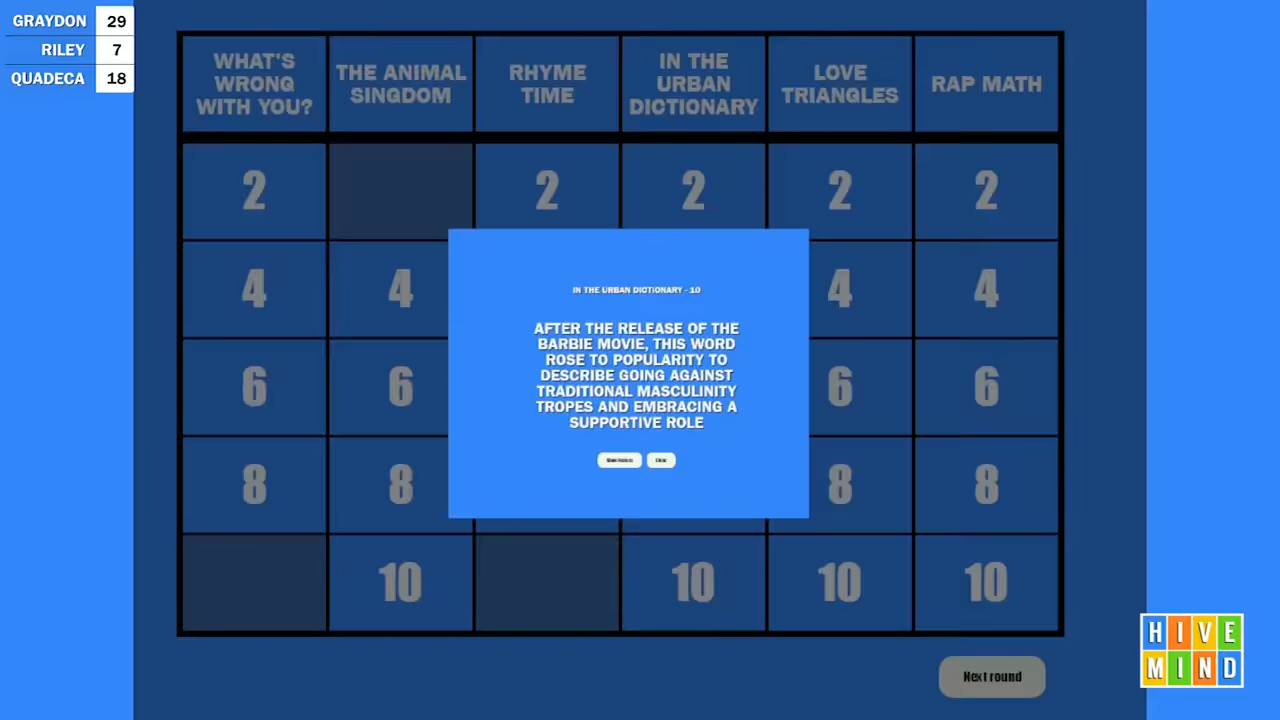 GRAYDON 29
RILEY 7
QUADECA 18
WHAT'S
WRONG
WITH YOU?
THE ANIMAL
SINGDOM
RHYME
TIME
IN THE
URBAN
DICTIONARY
LOVE
TRIANGLES
RAP MATH
2 2 2 2 2
4 4 4 4
6 6 6 6
8 8 8 8
10 10 10 10
IN THE URBAN DICTIONARY - 10
AFTER THE RELEASE OF THE
BARBIE MOVIE, THIS WORD
ROSE TO POPULARITY TO
DESCRIBE GOING AGAINST
TRADITIONAL MASCULINITY
TROPES AND EMBRACING A
SUPPORTIVE ROLE
Close
Next round
HIVE
MIND